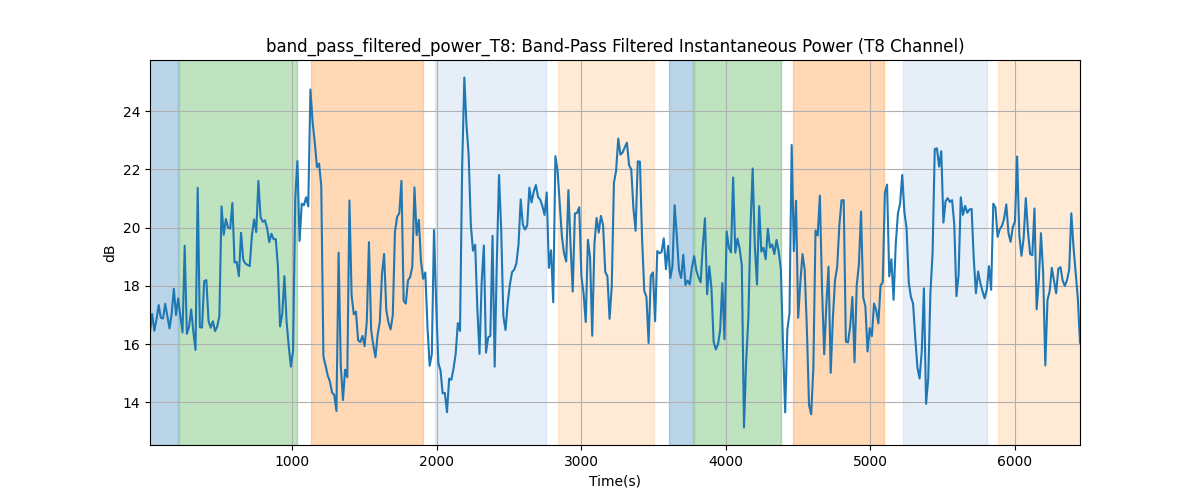 band_pass_filtered_power_T8: Band-Pass Filtered Instantaneous Power (T8 Channel)
24
22
20
18
16
14
dB
1000 2000 3000 4000 5000 6000
Time(s)